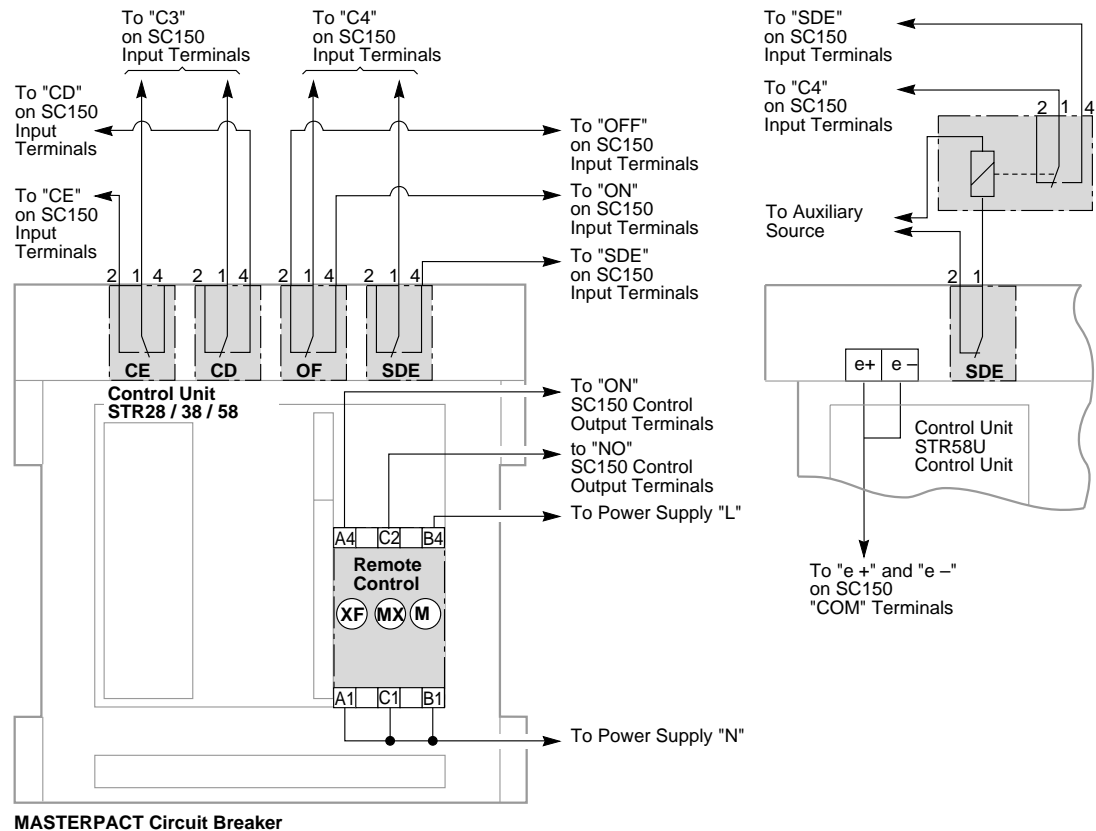 To "C3"
on SC150
Input Terminals
To "C4"
on SC150
Input Terminals
To "CD"
on SC150
Input
Terminals
To "CE"
on SC150
Input
Terminals
To "OFF"
on SC150
Input Terminals
To "ON"
on SC150
Input Terminals
To "SDE"
on SC150
Input Terminals
2 1 4
2 1 4
2 1 4
2 1 4
CE
CD
OF
SDE
Control Unit
STR28 / 38 / 58
To "ON"
SC150 Control
Output Terminals
to "NO"
SC150 Control
Output Terminals
To Power Supply "L"
A4 C2 B4
Remote
Control
XF MX M
A1 C1 B1
To Power Supply "N"
MASTERPACT Circuit Breaker
To "SDE"
on SC150
Input Terminals
To "C4"
on SC150
Input Terminals
2 1 4
To Auxiliary
Source
2 1
e+ e –
SDE
Control Unit
STR58U
Control Unit
To "e +" and "e –"
on SC150
"COM" Terminals